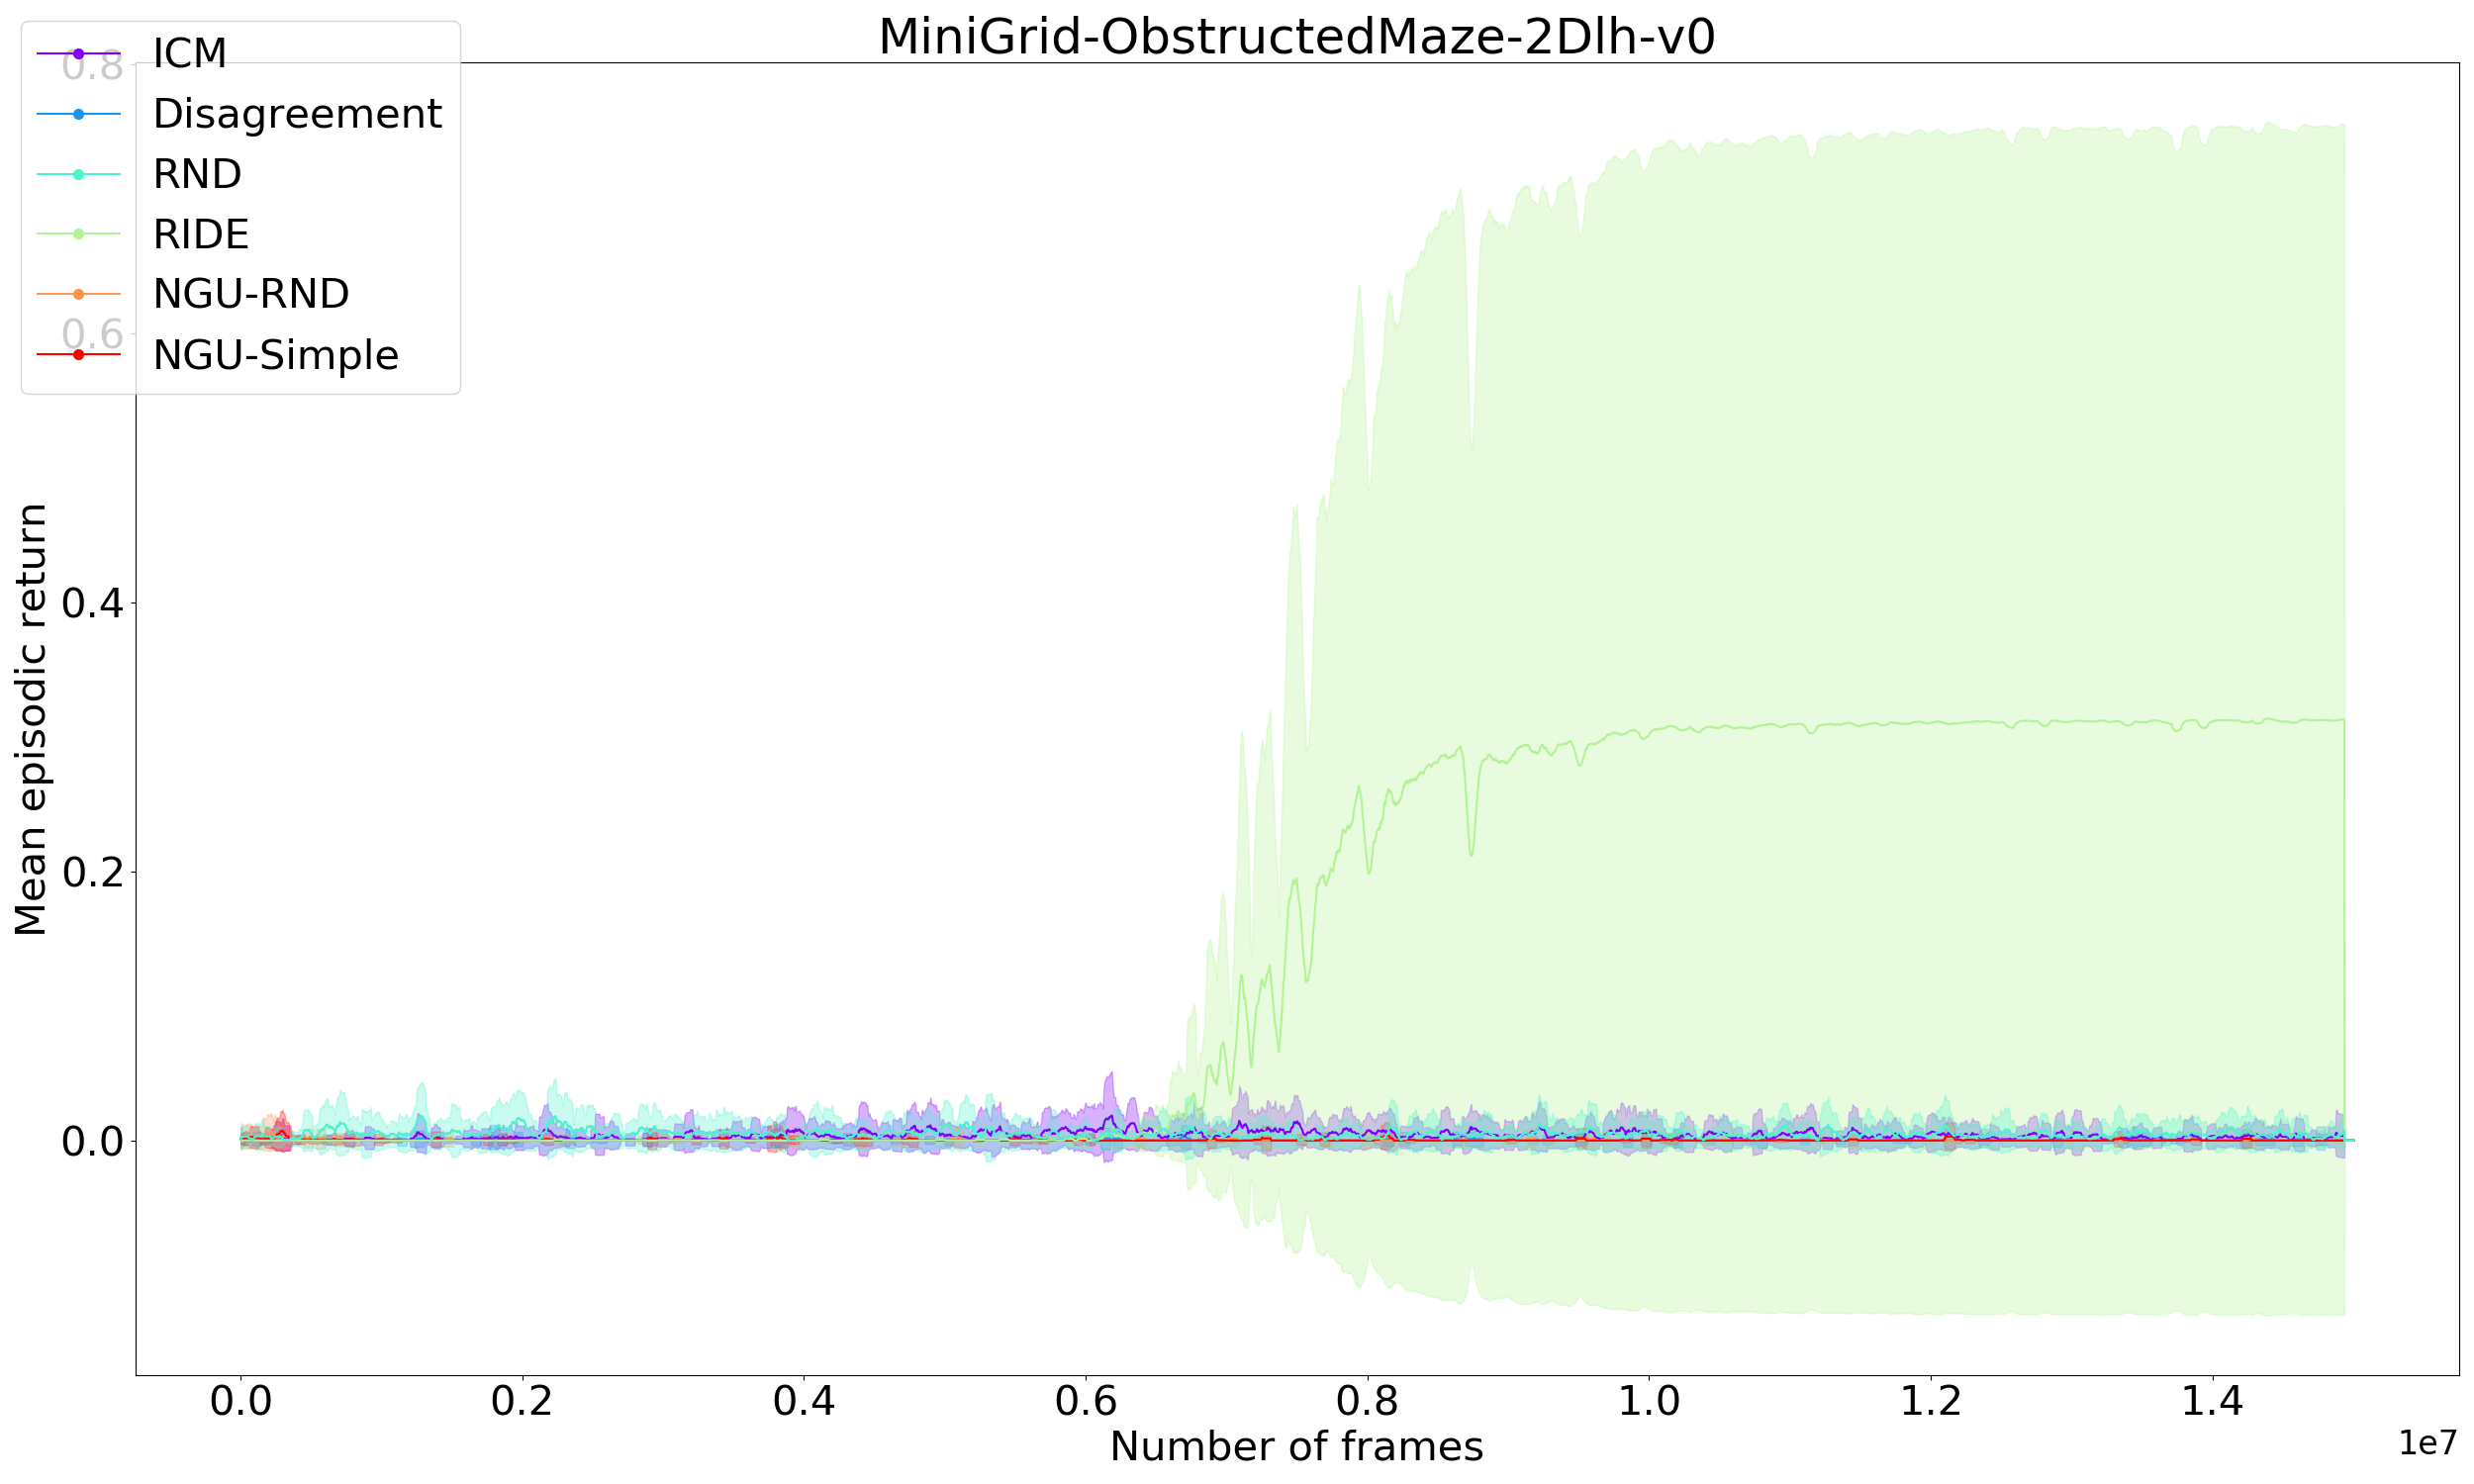 MiniGrid-ObstructedMaze-2Dlh-v0
ICM
Disagreement
RND
RIDE
NGU-RND
NGU-Simple
0.8
0.6
0.4
0.2
0.0
Mean episodic return
0.0 0.2 0.4 0.6 0.8 1.0 1.2 1.4
1e7
Number of frames